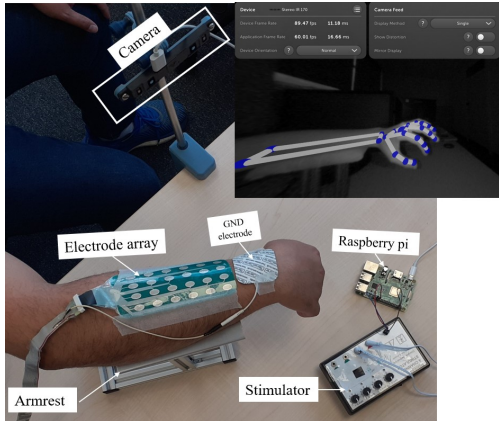 Camera
Device
Stereo IR 170
Device Frame Rate 89.47 fps 11.18 ms
Application Frame Rate 60.01 fps 16.66 ms
Device Orientation ? Normal
Camera Feed
Display Method ? Single
?
Mirror Display ?
GND
electrode
Electrode array
Raspberry pi
Armrest
Stimulator